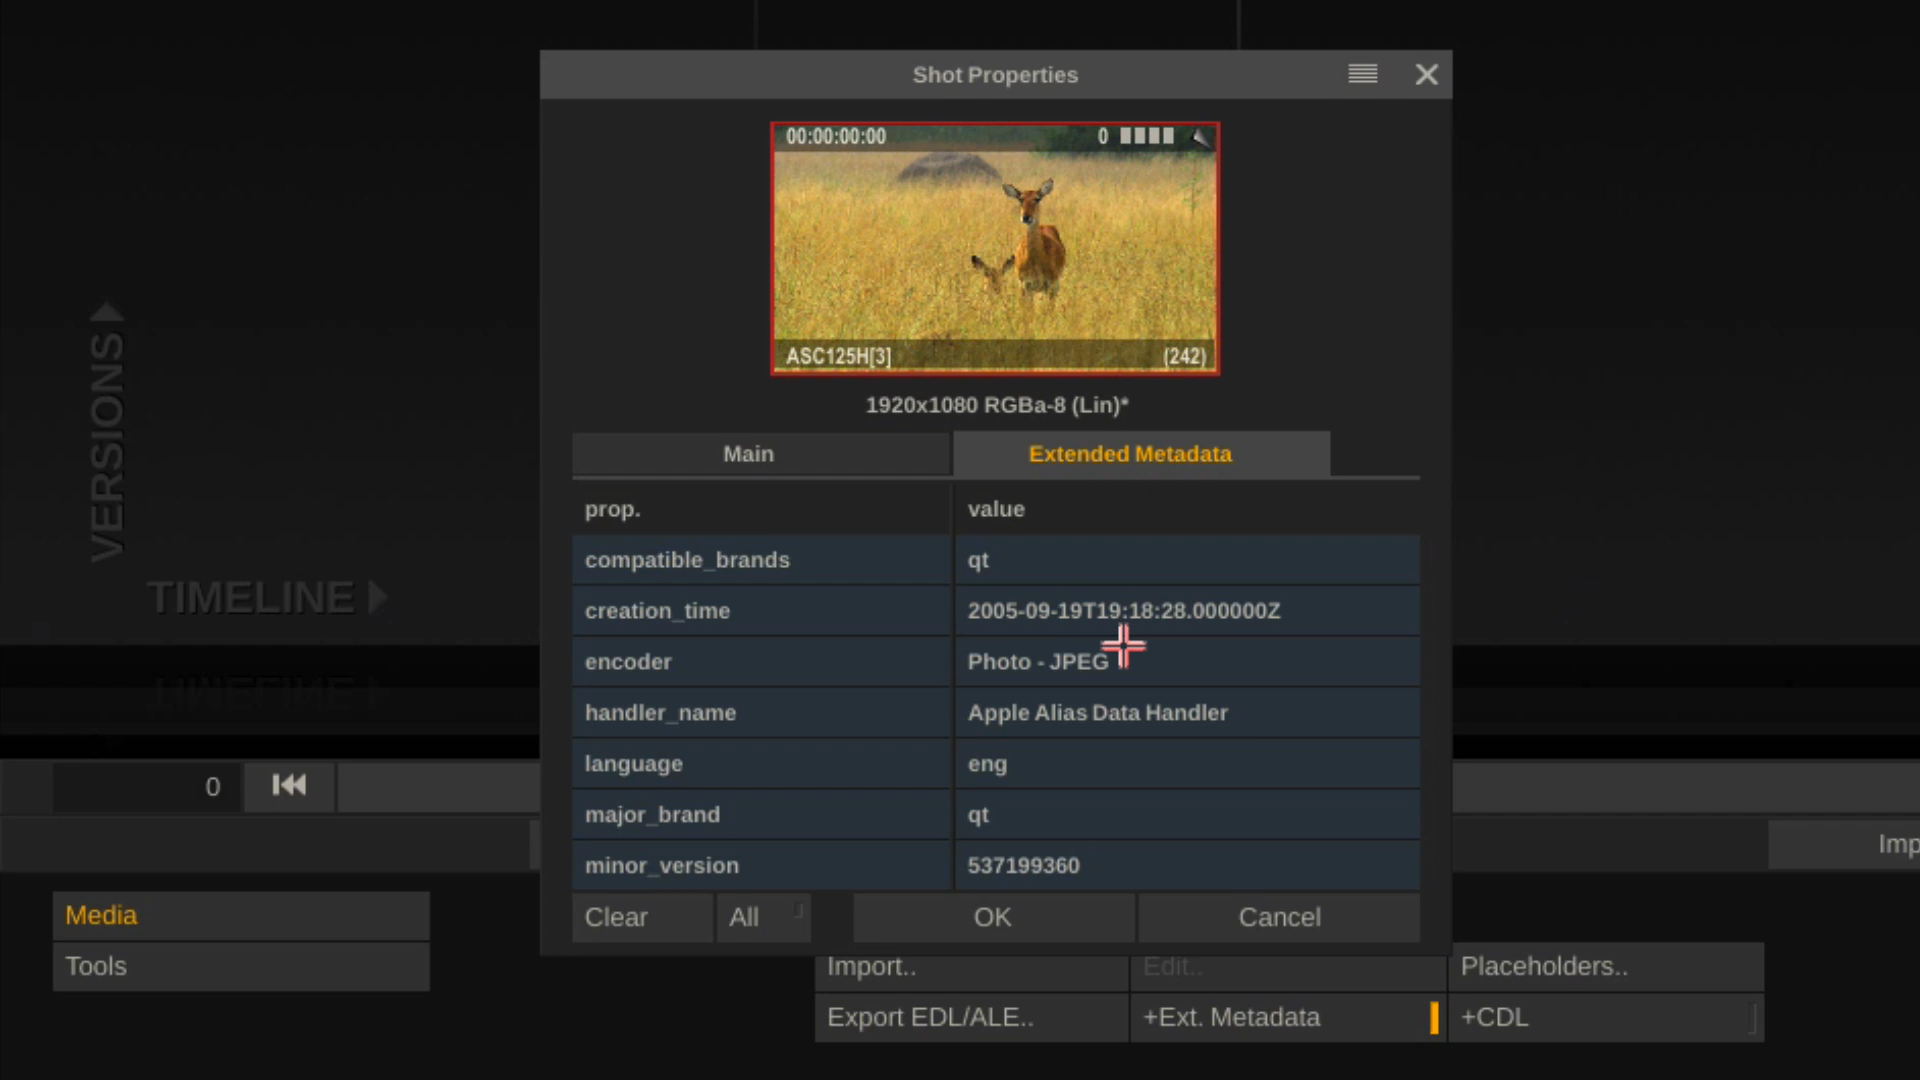 Shot Properties
00:00:00:00 0
ASC125H[3] (242)
1920x1080 RGBa-8 (Lin)*
Main Extended Metadata
prop. value
compatible_brands qt
creation_time 2005-09-19T19:18:28.000000Z
encoder Photo - JPEG
handler_name Apple Alias Data Handler
language eng
major_brand qt
minor_version 537199360
Clear All OK Cancel
VERSIONS
TIMELINE
TIMELINE
0
Imp
Media
Tools
Import.. Edit.. Placeholders..
Export EDL/ALE.. +Ext. Metadata +CDL